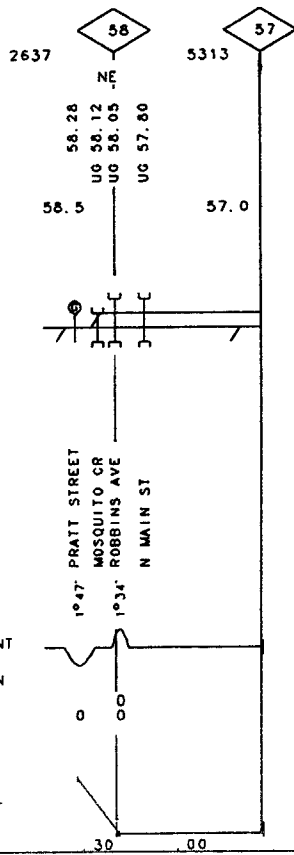 58
57
2637
5313
NE
58.28
UG 58.12
UG 58.05
UG 57.80
58.5
57.0
G
PRATT STREET
MOSQUITO CR
ROBBINS AVE
N MAIN ST
1°47'
1°34'
NT
N
0
0
0
30
00